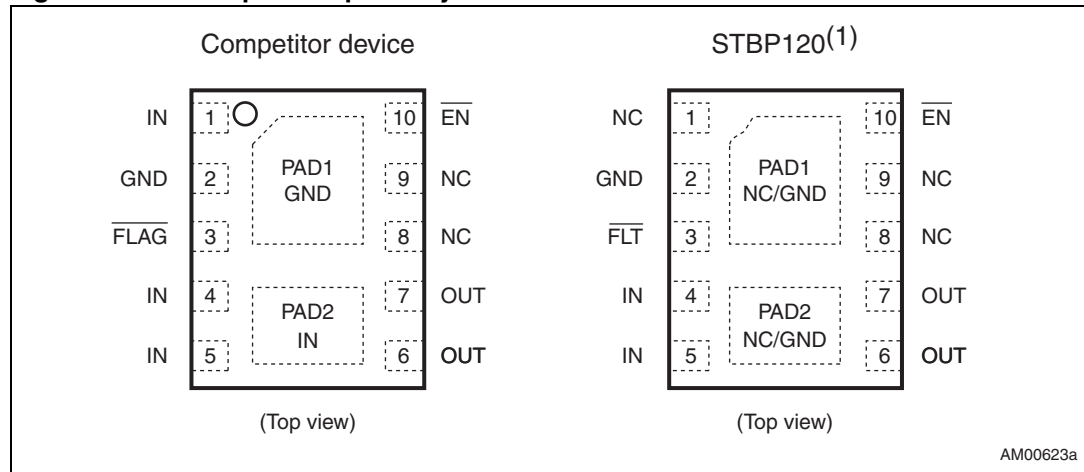 Competitor device
IN 1 10 EN
GND 2 PAD1 9 NC
GND
FLAG 3 8 NC
IN 4 7 OUT
PAD2
IN
IN 5 6 OUT
(Top view)
STBP120(1)
NC 1 10 EN
GND 2 PAD1 9 NC
NC/GND
FLT 3 8 NC
IN 4 7 OUT
PAD2
NC/GND
IN 5 6 OUT
(Top view)
AM00623a